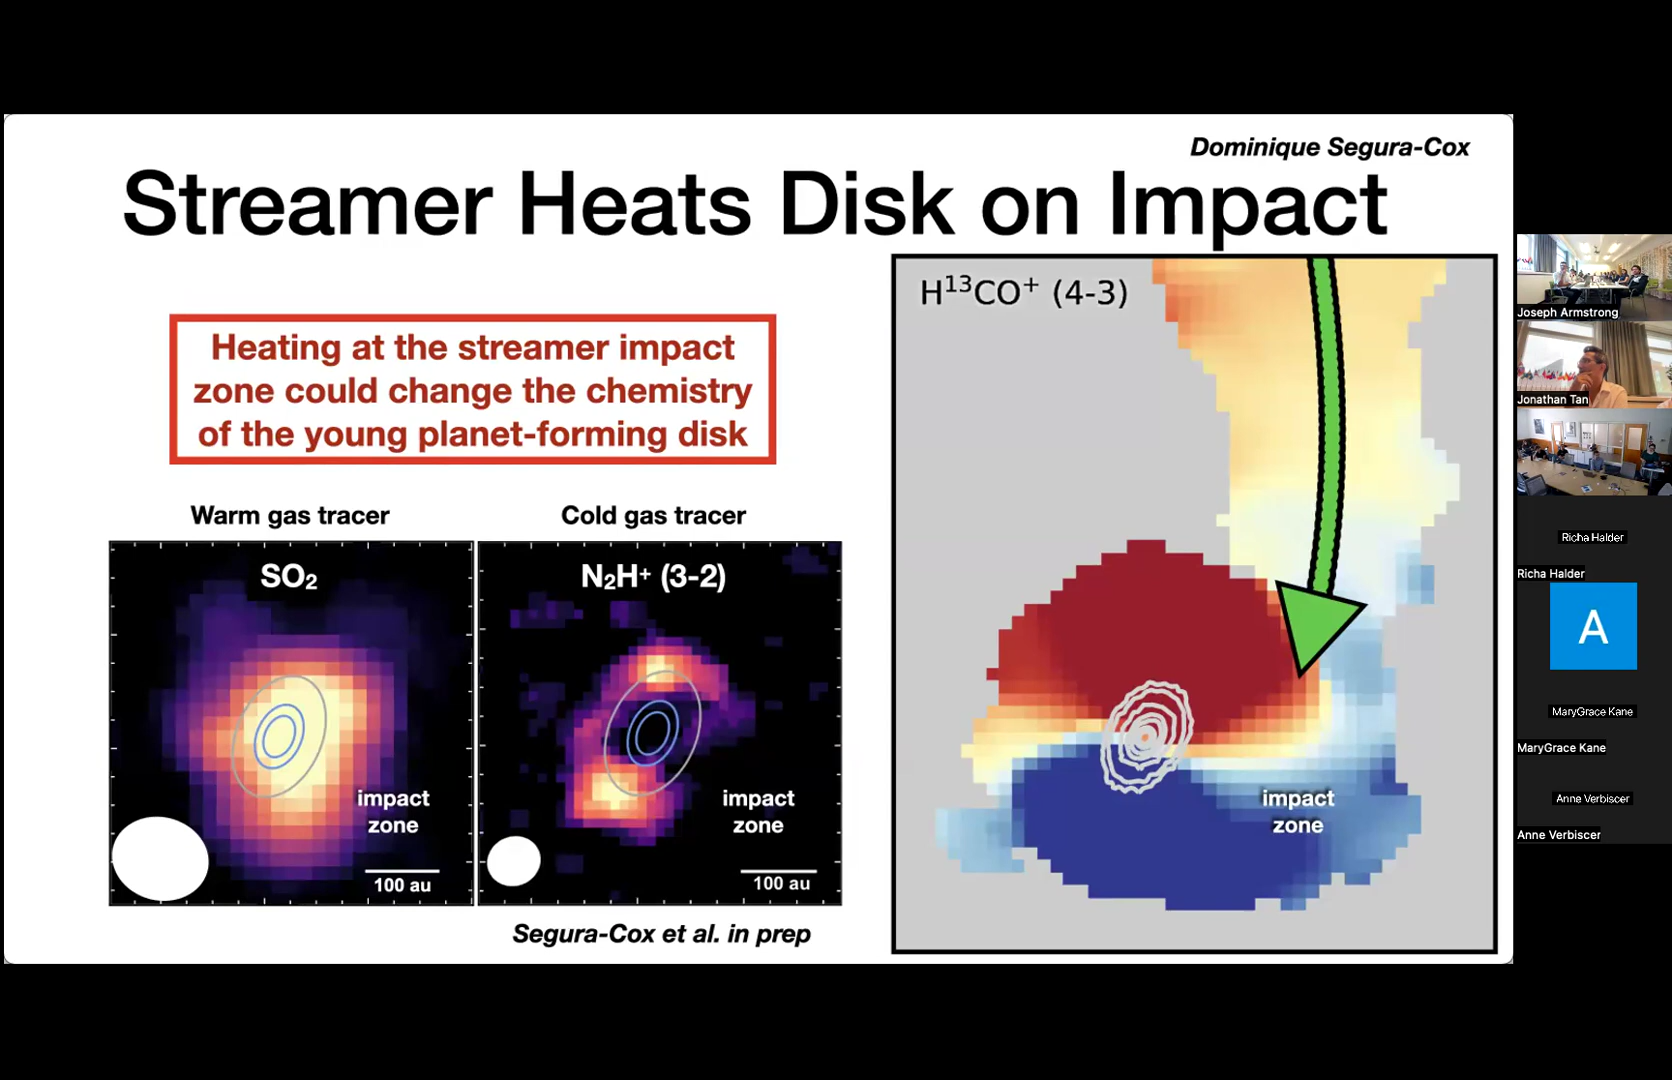 Dominique Segura-Cox
Streamer Heats Disk on Impact
Heating at the streamer impact
zone could change the chemistry
of the young planet-forming disk
Warm gas tracer
Cold gas tracer
SO₂
impact
zone
100 au
N₂H⁺ (3-2)
impact
zone
100 au
Segura-Cox et al. in prep
H¹³CO⁺ (4-3)
impact
zone
Joseph Armstrong
Jonathan Tan
Richa Halder
Richa Halder
A
MaryGrace Kane
MaryGrace Kane
Anne Verbiscer
Anne Verbiscer